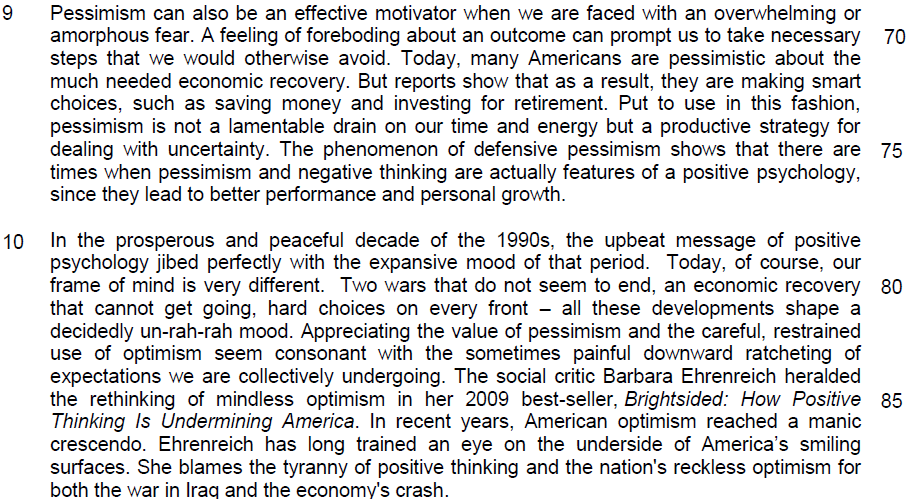 9 Pessimism can also be an effective motivator when we are faced with an overwhelming or
amorphous fear. A feeling of foreboding about an outcome can prompt us to take necessary 70
steps that we would otherwise avoid. Today, many Americans are pessimistic about the
much needed economic recovery. But reports show that as a result, they are making smart
choices, such as saving money and investing for retirement. Put to use in this fashion,
pessimism is not a lamentable drain on our time and energy but a productive strategy for
dealing with uncertainty. The phenomenon of defensive pessimism shows that there are 75
times when pessimism and negative thinking are actually features of a positive psychology,
since they lead to better performance and personal growth.
10 In the prosperous and peaceful decade of the 1990s, the upbeat message of positive
psychology jibed perfectly with the expansive mood of that period. Today, of course, our
frame of mind is very different. Two wars that do not seem to end, an economic recovery 80
that cannot get going, hard choices on every front – all these developments shape a
decidedly un-rah-rah mood. Appreciating the value of pessimism and the careful, restrained
use of optimism seem consonant with the sometimes painful downward ratcheting of
expectations we are collectively undergoing. The social critic Barbara Ehrenreich heralded
the rethinking of mindless optimism in her 2009 best-seller, Brightsided: How Positive 85
Thinking Is Undermining America. In recent years, American optimism reached a manic
crescendo. Ehrenreich has long trained an eye on the underside of America’s smiling
surfaces. She blames the tyranny of positive thinking and the nation's reckless optimism for
both the war in Iraq and the economy's crash.